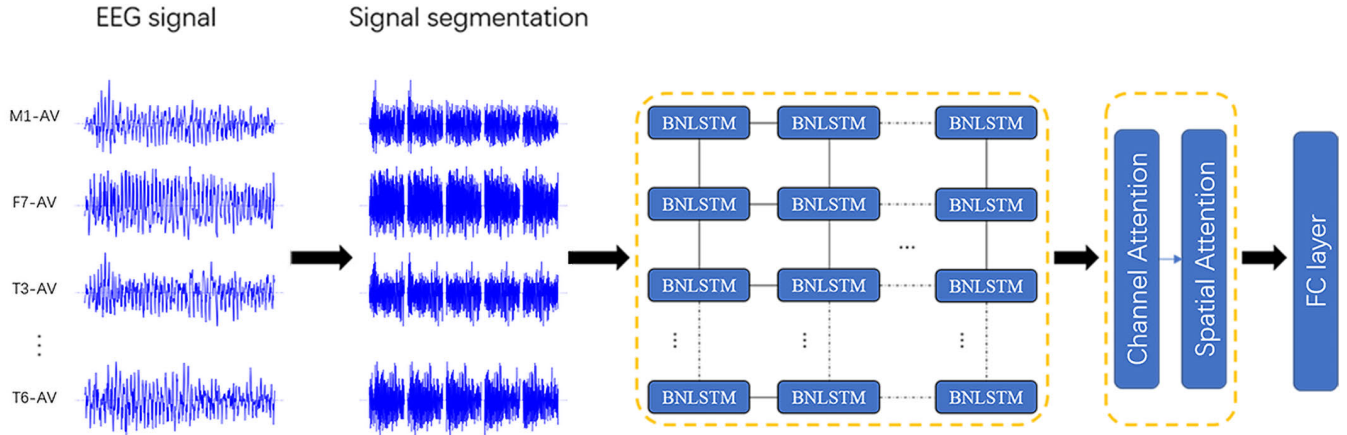 EEG signal
Signal segmentation
M1-AV
F7-AV
T3-AV
⋮
T6-AV
BNLSTM BNLSTM BNLSTM
BNLSTM BNLSTM BNLSTM
...
BNLSTM BNLSTM BNLSTM
⋮ ⋮ ⋮
BNLSTM BNLSTM BNLSTM
Channel Attention
Spatial Attention
FC layer